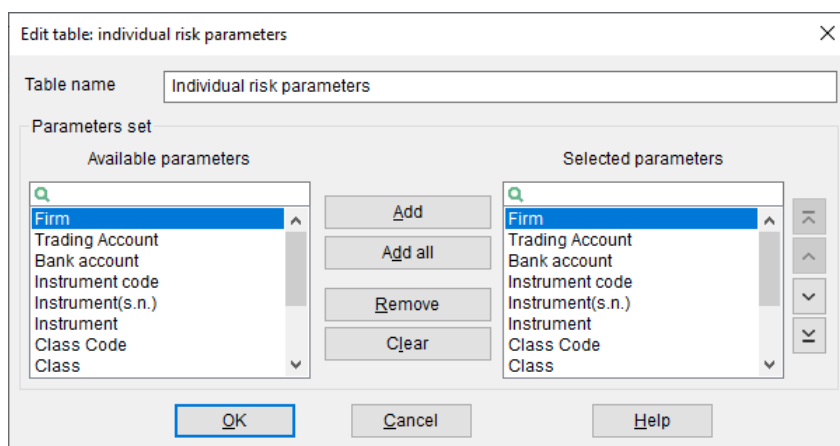 Edit table: individual risk parameters
Table name
Individual risk parameters
Parameters set
Available parameters
Firm
Trading Account
Bank account
Instrument code
Instrument(s.n.)
Instrument
Class Code
Class
Add
Add all
Remove
Clear
Selected parameters
Firm
Trading Account
Bank account
Instrument code
Instrument(s.n.)
Instrument
Class Code
Class
OK
Cancel
Help